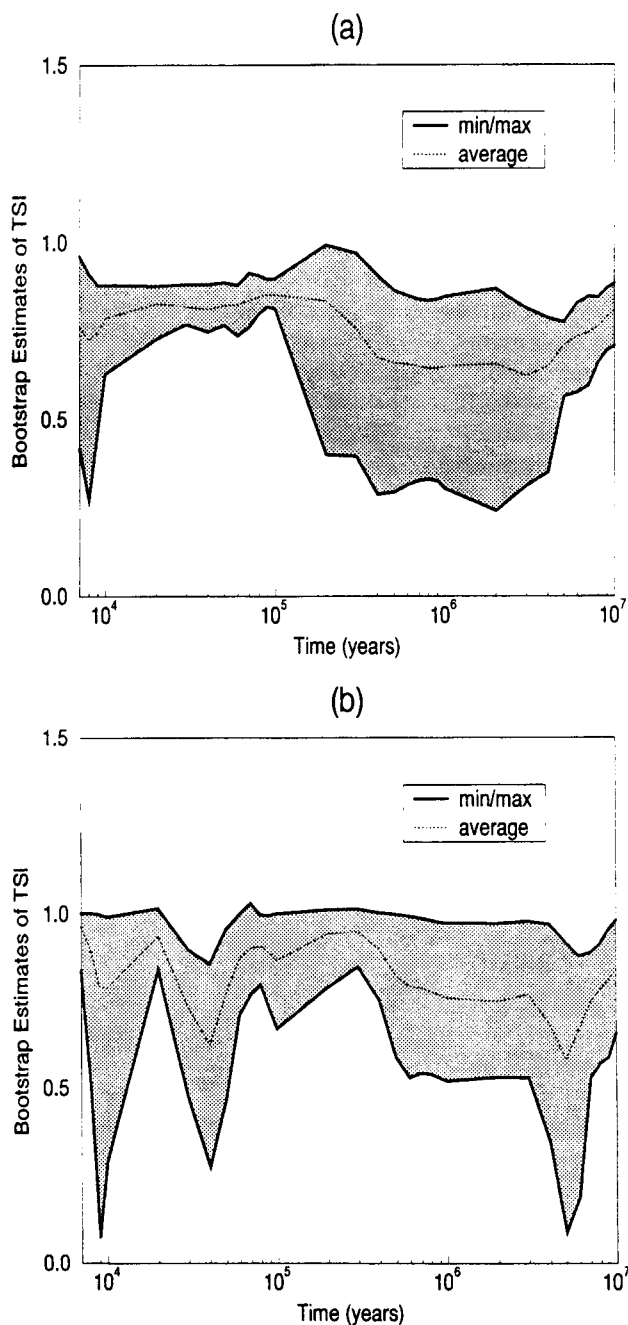 (a)
1.5
min/max
average
1.0
Bootstrap Estimates of TSI
0.5
0.0
10^4
10^5
10^6
10^7
Time (years)
(b)
1.5
min/max
average
1.0
Bootstrap Estimates of TSI
0.5
0.0
10^4
10^5
10^6
10^7
Time (years)